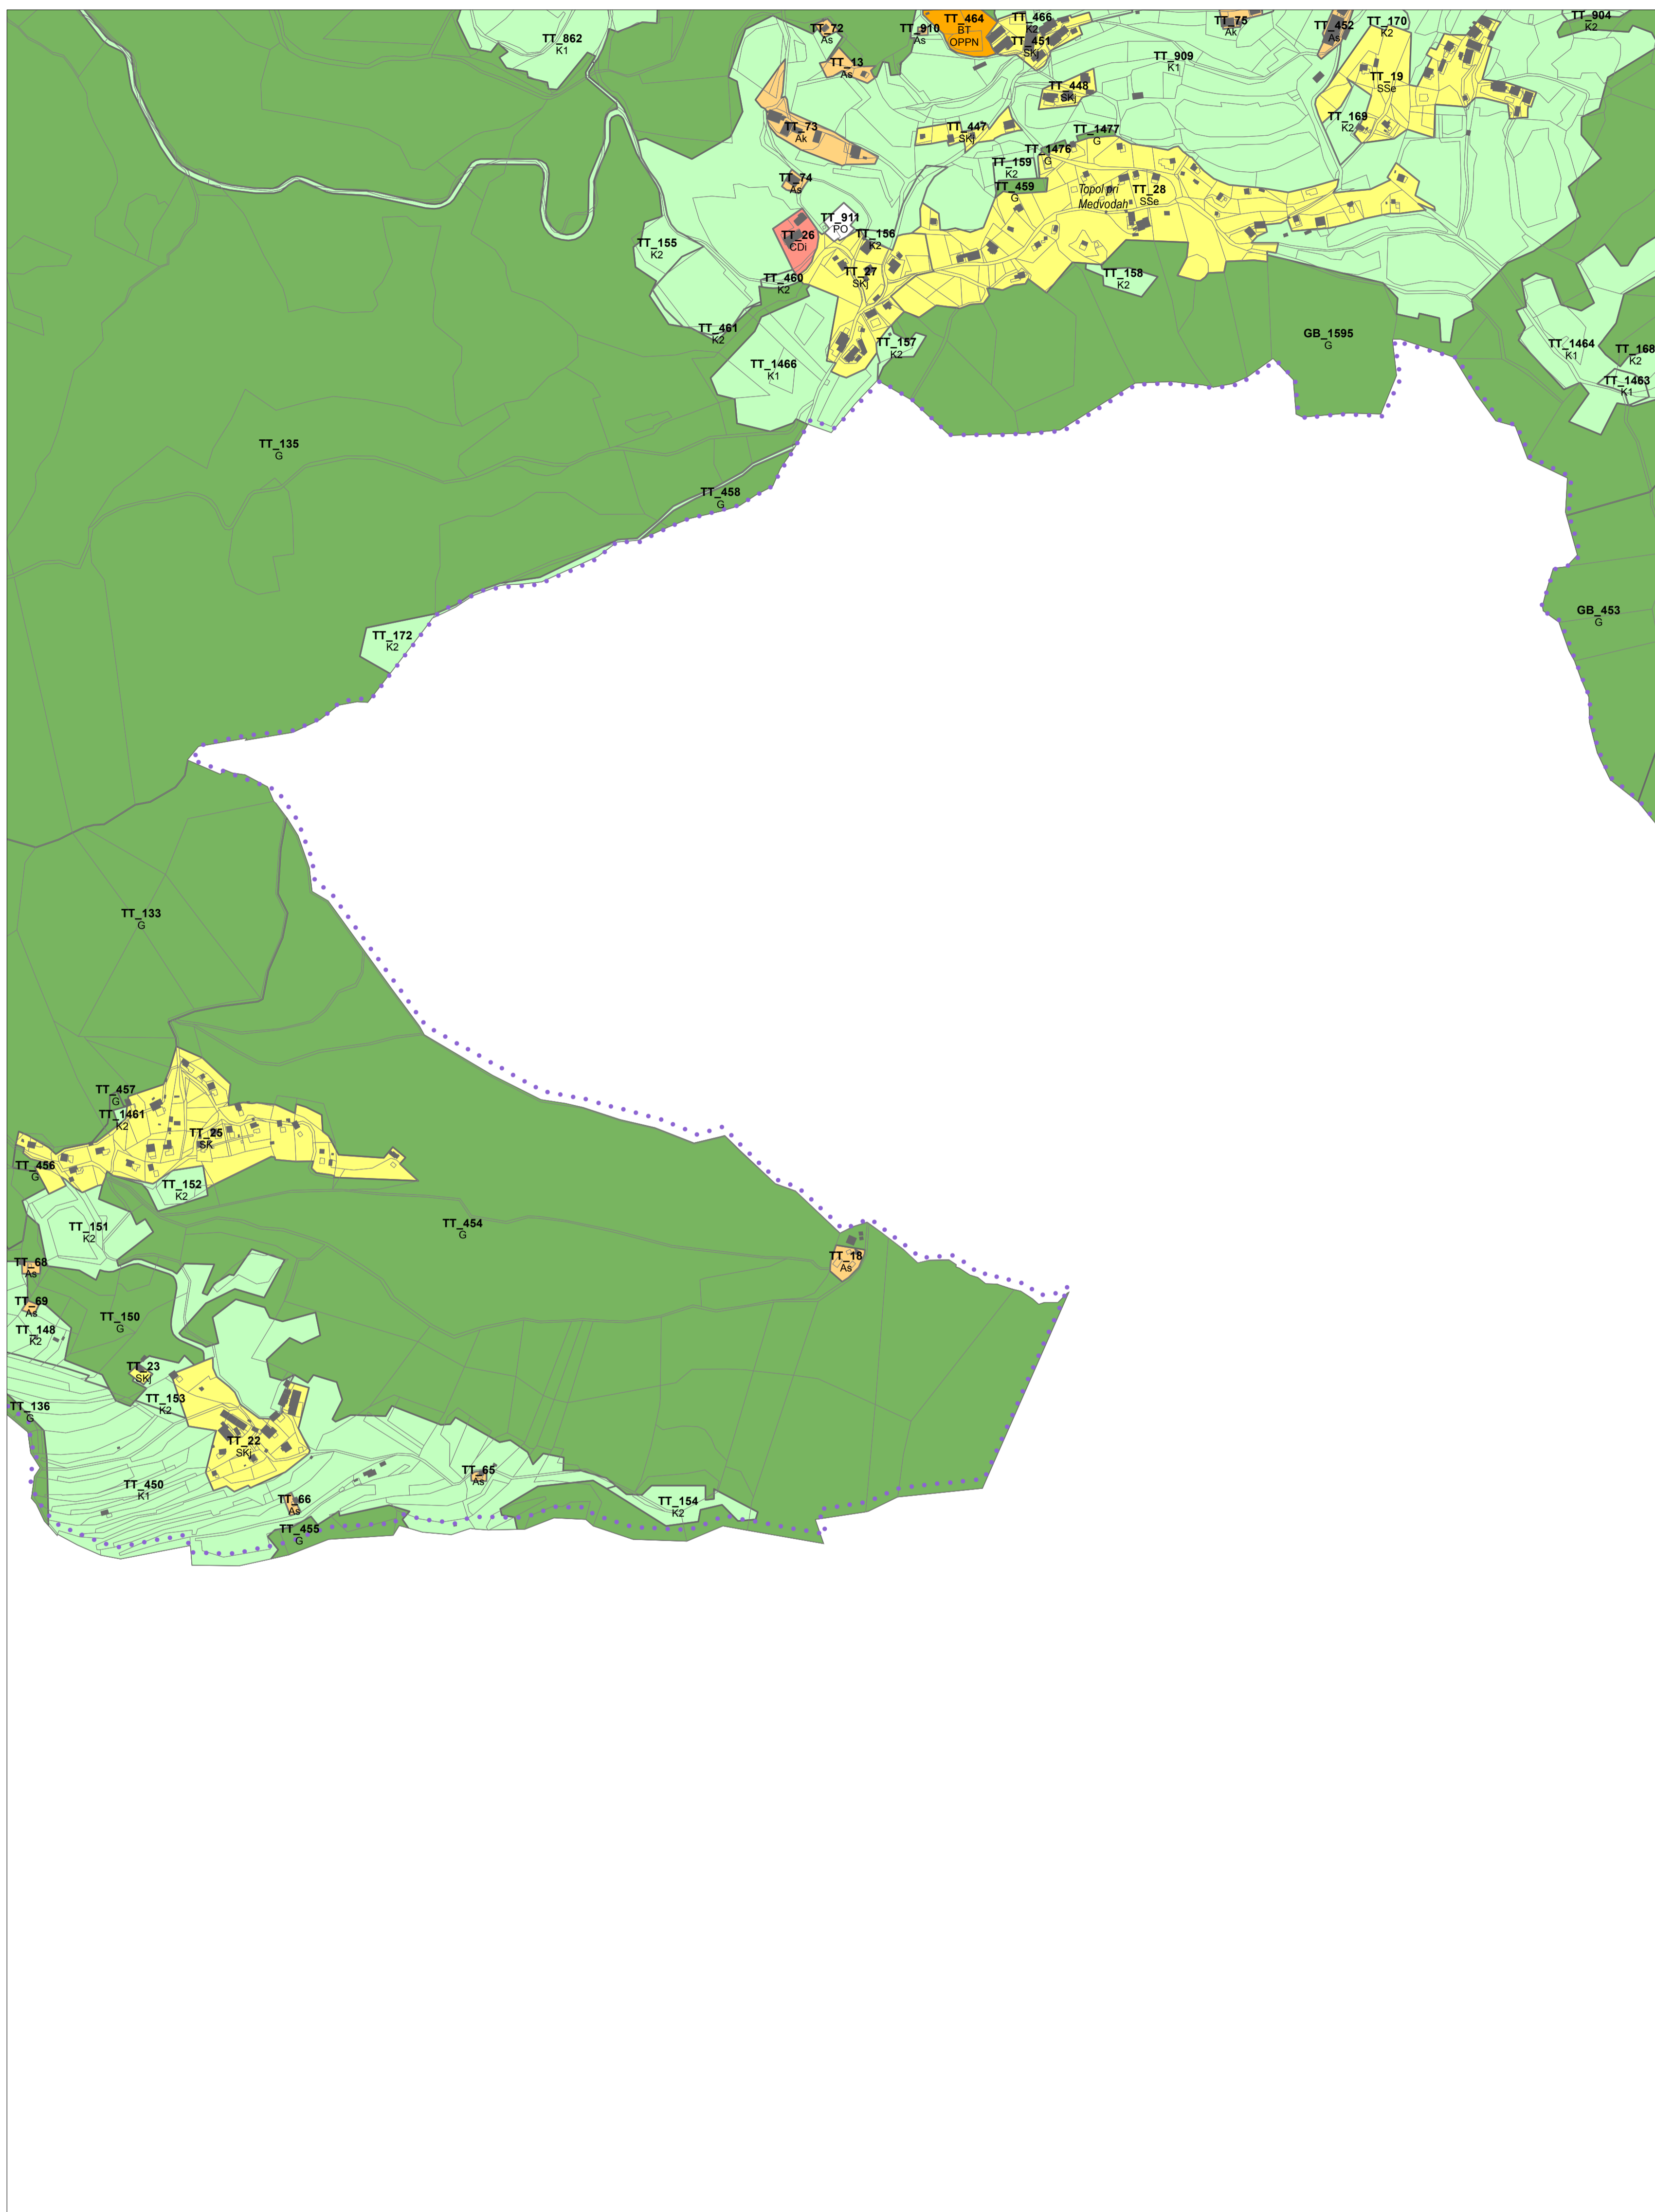 TT_464
BT
OPPN
TT_466
K2
TT_451
SKj
TT_72
As
TT_910
As
TT_75
Ak
TT_452
As
TT_170
K2
TT_904
K2
TT_862
K1
TT_13
As
TT_909
K1
TT_19
SSe
TT_448
SKj
TT_73
Ak
TT_447
SKj
TT_1477
G
TT_169
K2
TT_1476
G
TT_159
K2
TT_459
G
Topol pri
Medvodah
TT_28
SSe
TT_74
As
TT_911
PO
TT_26
CDi
TT_156
K2
TT_155
K2
TT_27
SKj
TT_460
K2
TT_158
K2
TT_461
K2
TT_157
K2
GB_1595
G
TT_1464
K1
TT_168
K2
TT_1466
K1
TT_1463
K1
TT_135
G
TT_458
G
GB_453
G
TT_172
K2
TT_133
G
TT_457
G
TT_1461
K2
TT_25
SK
TT_456
G
TT_152
K2
TT_151
K2
TT_454
G
TT_18
As
TT_68
As
TT_69
As
TT_150
G
TT_148
K2
TT_23
SKj
TT_153
K2
TT_136
G
TT_22
SKj
TT_65
As
TT_450
K1
TT_66
As
TT_154
K2
TT_455
G